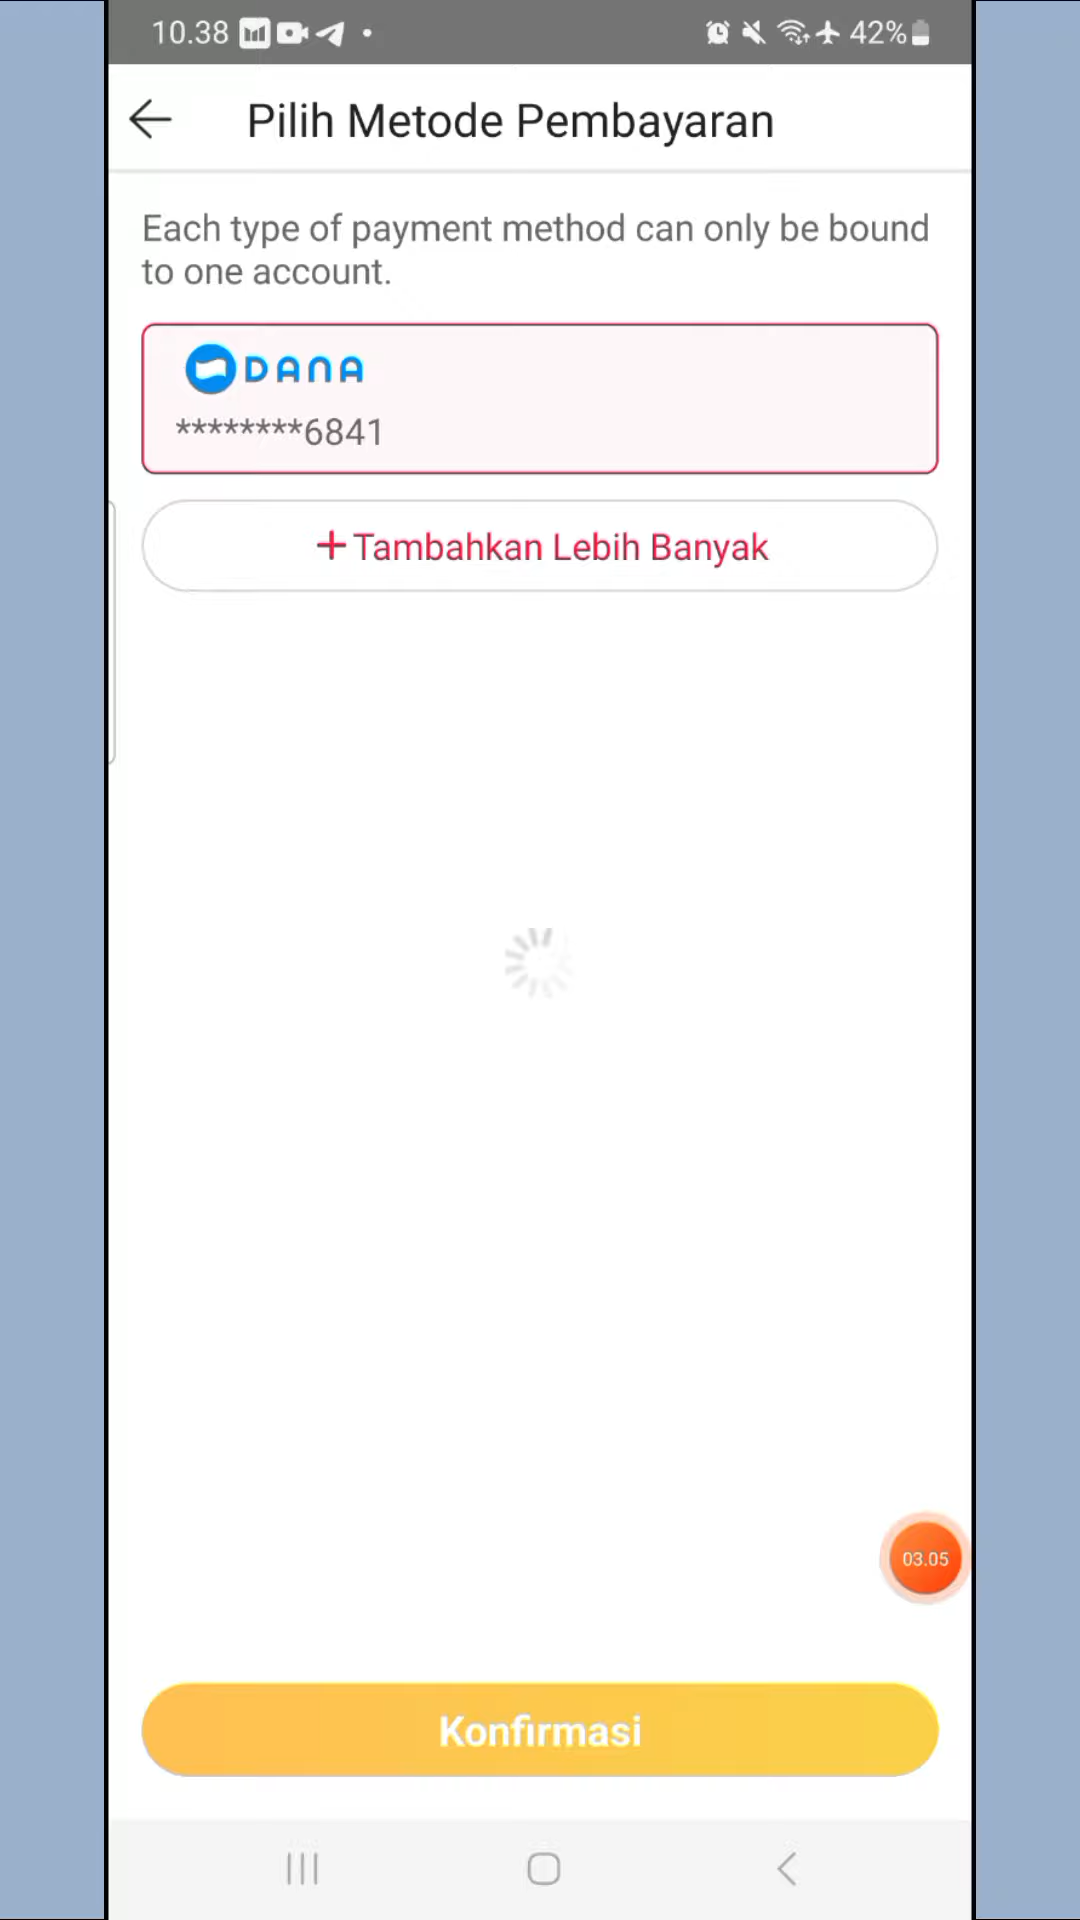 10.38
42%
Pilih Metode Pembayaran
Each type of payment method can only be bound
to one account.
DANA
********6841
+Tambahkan Lebih Banyak
03.05
Konfirmasi